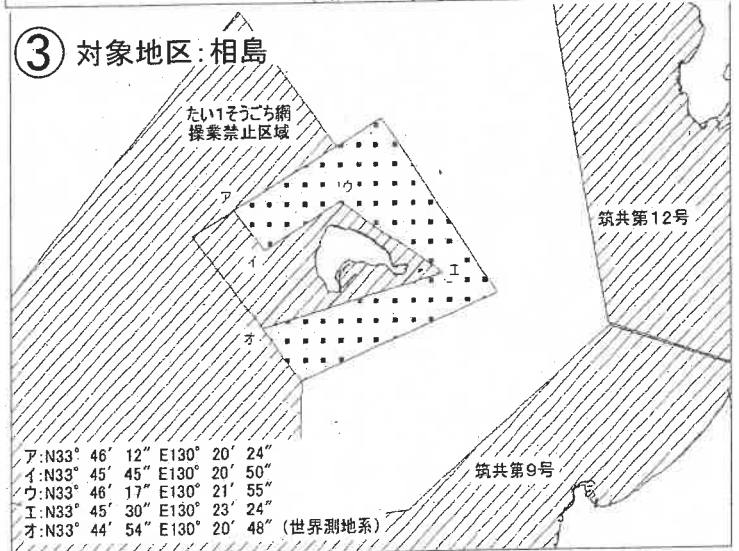 ③ 対象地区:相島
たい1そうごち網
操業禁止区域
ア
ウ
イ
エ
オ
筑共第12号
筑共第9号
ア:N33° 46′ 12″ E130° 20′ 24″
イ:N33° 45′ 45″ E130° 20′ 50″
ウ:N33° 46′ 17″ E130° 21′ 55″
エ:N33° 45′ 30″ E130° 23′ 24″
オ:N33° 44′ 54″ E130° 20′ 48″ (世界測地系)